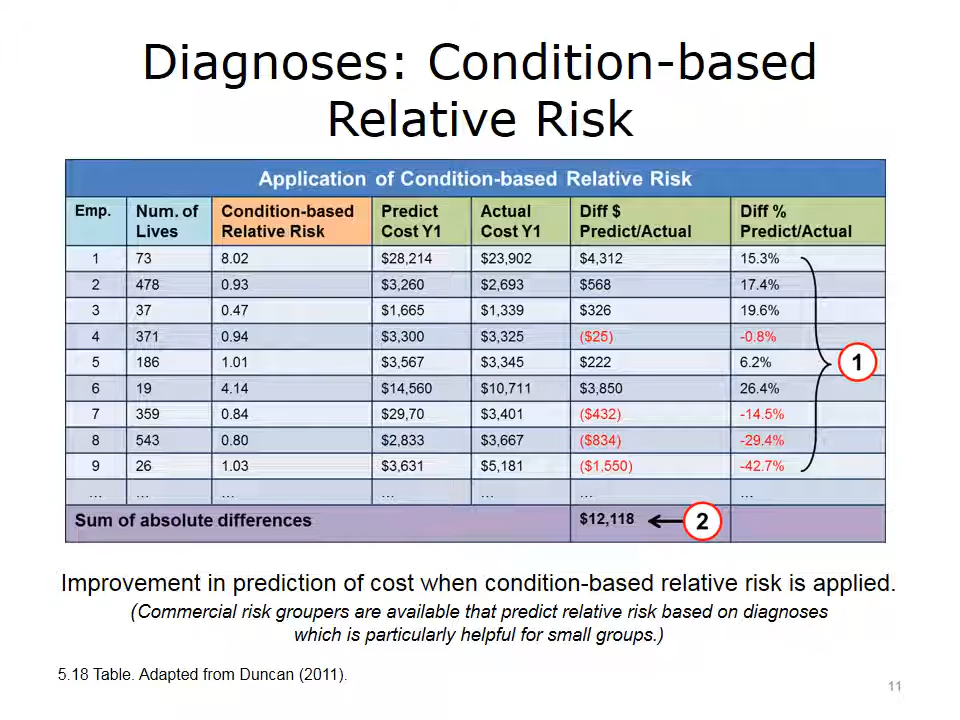 Diagnoses: Condition-based
Relative Risk
Application of Condition-based Relative Risk
Emp. Num. of Lives Condition-based Relative Risk Predict Cost Y1 Actual Cost Y1 Diff $ Predict/Actual Diff % Predict/Actual
1 73 8.02 $28,214 $23,902 $4,312 15.3%
2 478 0.93 $3,260 $2,693 $568 17.4%
3 37 0.47 $1,665 $1,339 $326 19.6%
4 371 0.94 $3,300 $3,325 ($25) -0.8%
5 186 1.01 $3,567 $3,345 $222 6.2% 1
6 19 4.14 $14,560 $10,711 $3,850 26.4%
7 359 0.84 $29,70 $3,401 ($432) -14.5%
8 543 0.80 $2,833 $3,667 ($834) -29.4%
9 26 1.03 $3,631 $5,181 ($1,550) -42.7%
... ... ... ... ... ... ...
Sum of absolute differences $12,118 2
Improvement in prediction of cost when condition-based relative risk is applied.
(Commercial risk groupers are available that predict relative risk based on diagnoses
which is particularly helpful for small groups.)
5.18 Table. Adapted from Duncan (2011).
11